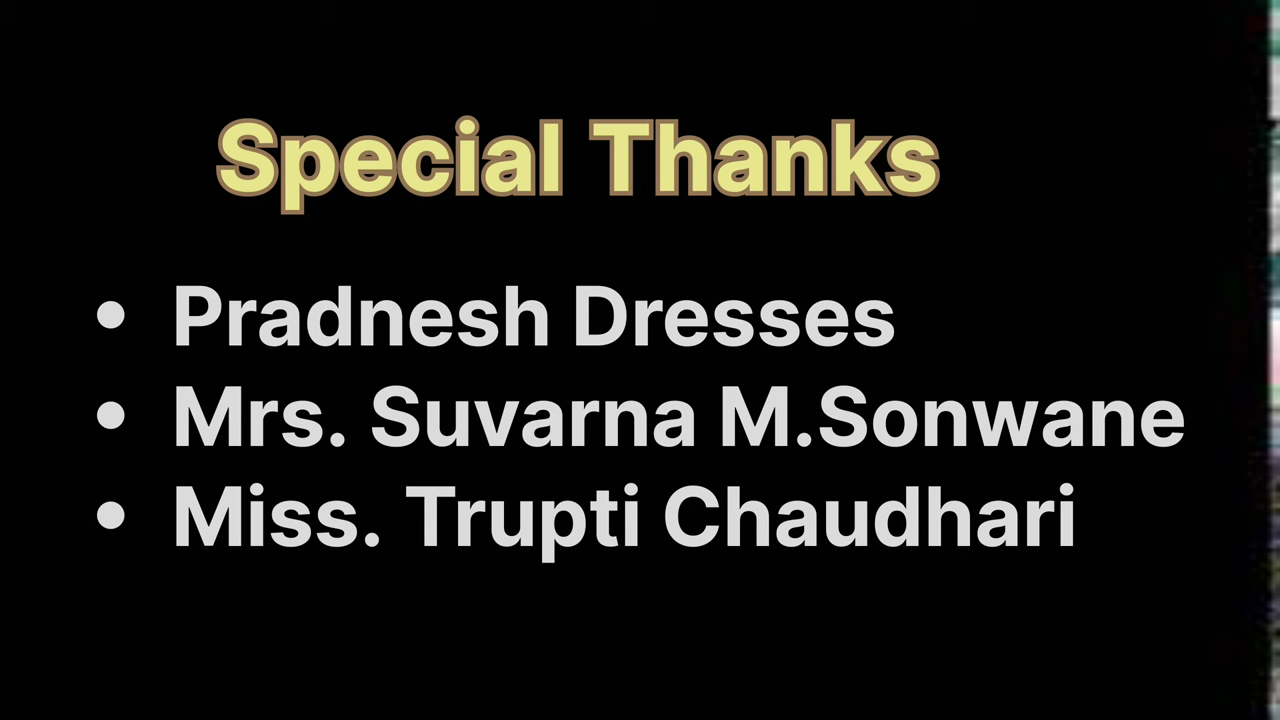 Special Thanks
• Pradnesh Dresses
• Mrs. Suvarna M.Sonwane
• Miss. Trupti Chaudhari